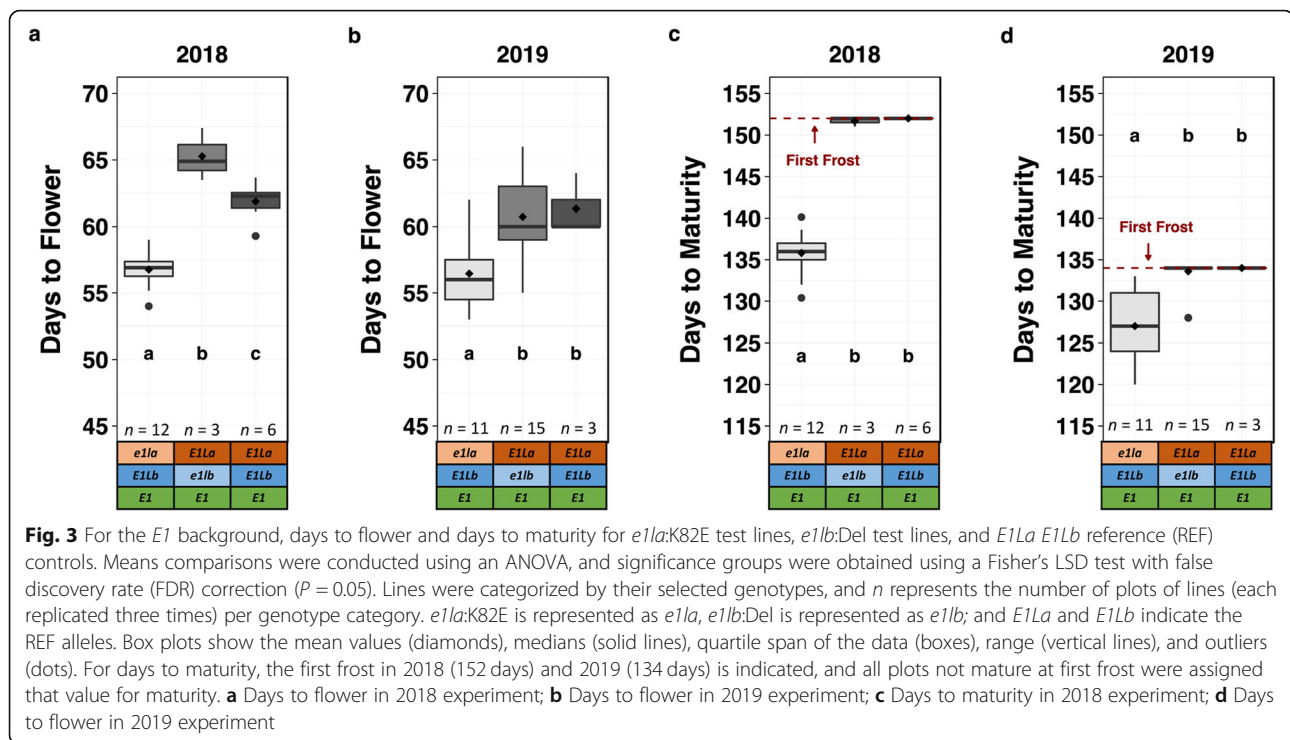 a
2018
Days to Flower
70
65
60
55
50
45
a
b
c
n = 12
n = 3
n = 6
e1la
E1La
E1La
E1Lb
e1lb
E1Lb
E1
E1
E1
b
2019
Days to Flower
70
65
60
55
50
45
a
b
b
n = 11
n = 15
n = 3
e1la
E1La
E1La
E1Lb
e1lb
E1Lb
E1
E1
E1
c
2018
Days to Maturity
155
150
145
140
135
130
125
120
115
First Frost
a
b
b
n = 12
n = 3
n = 6
e1la
E1La
E1La
E1Lb
e1lb
E1Lb
E1
E1
E1
d
2019
Days to Maturity
155
150
145
140
135
130
125
120
115
a
b
b
First Frost
n = 11
n = 15
n = 3
e1la
E1La
E1La
E1Lb
e1lb
E1Lb
E1
E1
E1
Fig. 3 For the E1 background, days to flower and days to maturity for e1la:K82E test lines, e1lb:Del test lines, and E1La E1Lb reference (REF)
controls. Means comparisons were conducted using an ANOVA, and significance groups were obtained using a Fisher's LSD test with false
discovery rate (FDR) correction (P = 0.05). Lines were categorized by their selected genotypes, and n represents the number of plots of lines (each
replicated three times) per genotype category. e1la:K82E is represented as e1la, e1lb:Del is represented as e1lb; and E1La and E1Lb indicate the
REF alleles. Box plots show the mean values (diamonds), medians (solid lines), quartile span of the data (boxes), range (vertical lines), and outliers
(dots). For days to maturity, the first frost in 2018 (152 days) and 2019 (134 days) is indicated, and all plots not mature at first frost were assigned
that value for maturity. a Days to flower in 2018 experiment; b Days to flower in 2019 experiment; c Days to maturity in 2018 experiment; d Days
to flower in 2019 experiment